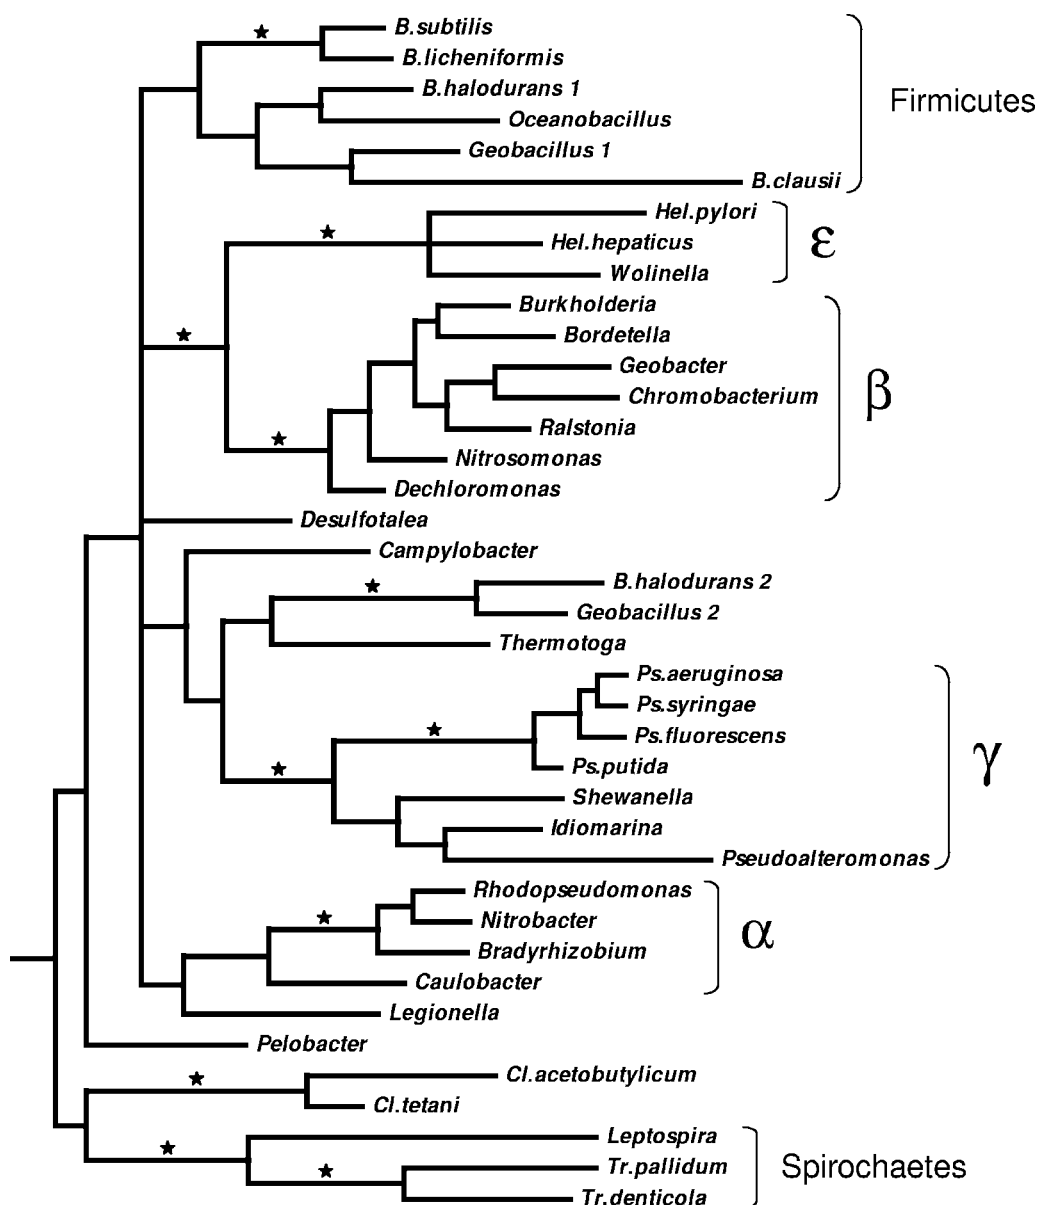 B.subtilis
B.licheniformis
B.halodurans 1
Firmicutes
Oceanobacillus
Geobacillus 1
B.clausii
Hel.pylori
Hel.hepaticus
ε
Wolinella
Burkholderia
Bordetella
Geobacter
β
Chromobacterium
Ralstonia
Nitrosomonas
Dechloromonas
Desulfotalea
Campylobacter
B.halodurans 2
Geobacillus 2
Thermotoga
Ps.aeruginosa
Ps.syringae
Ps.fluorescens
γ
Ps.putida
Shewanella
Idiomarina
Pseudoalteromonas
Rhodopseudomonas
Nitrobacter
α
Bradyrhizobium
Caulobacter
Legionella
Pelobacter
Cl.acetobutylicum
Cl.tetani
Leptospira
Tr.pallidum
Spirochaetes
Tr.denticola